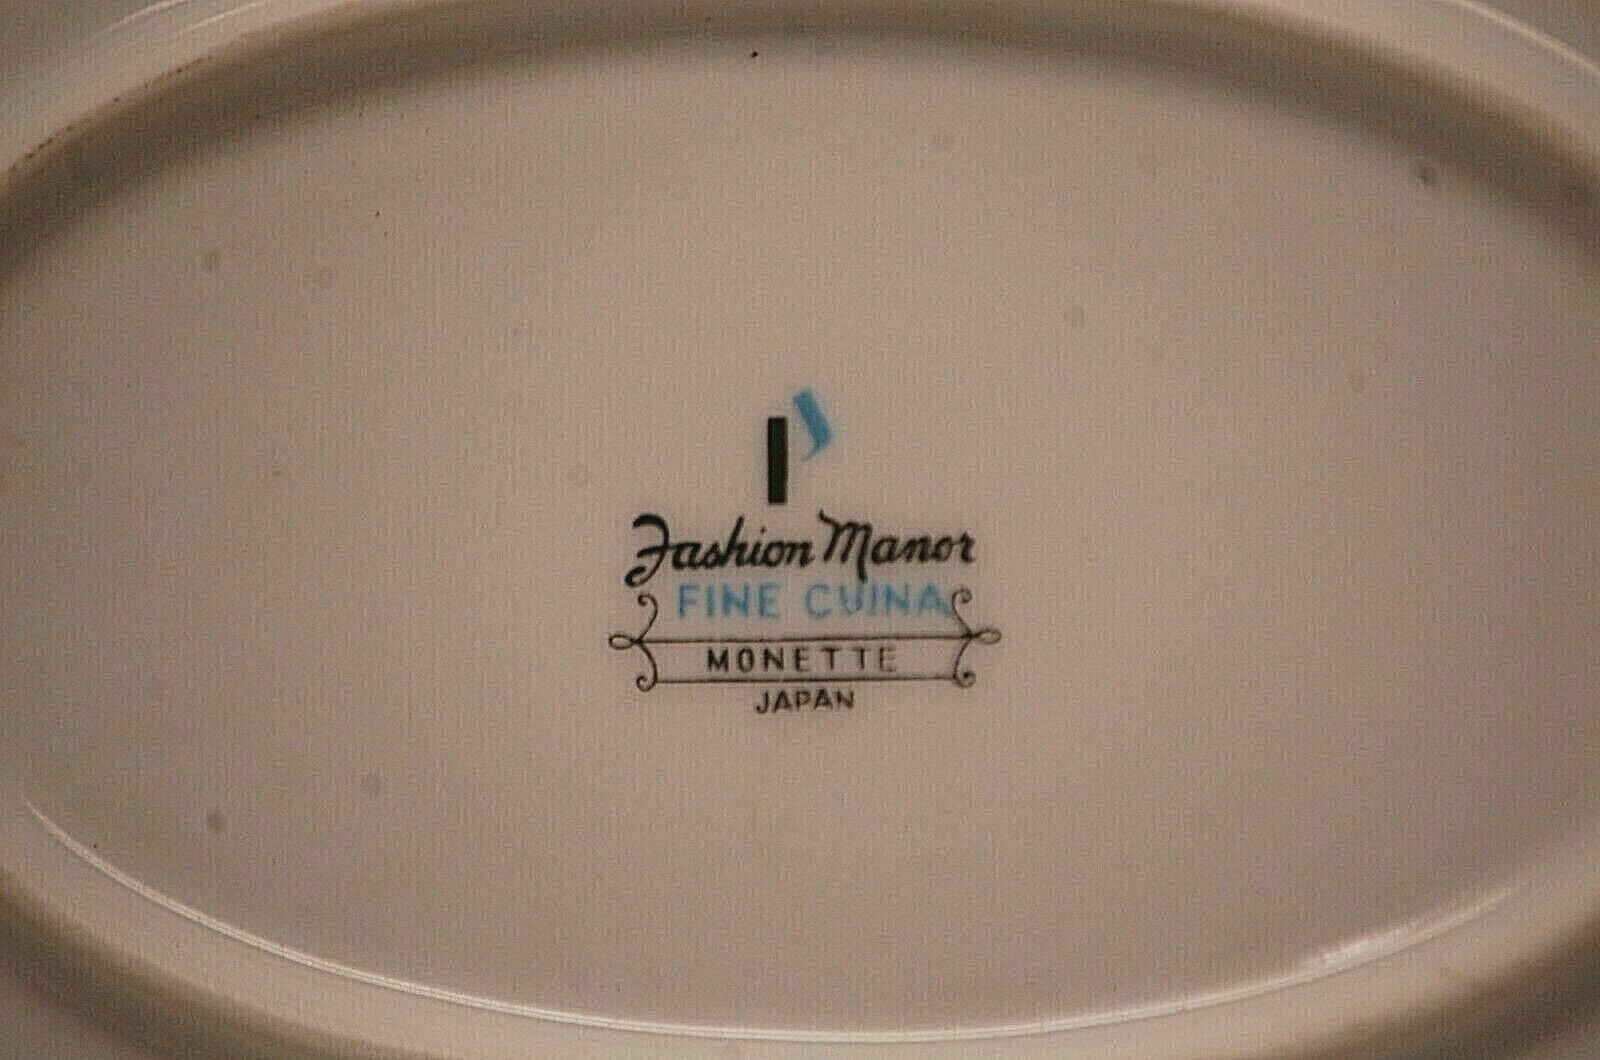 Fashion Manor
FINE CHINA
MONETTE
JAPAN